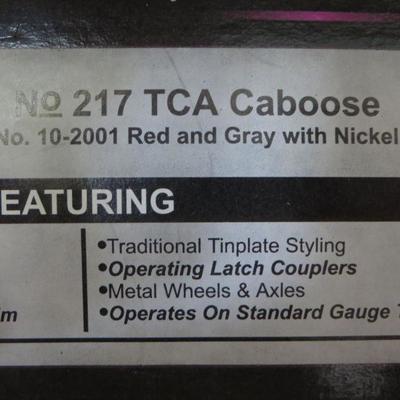 No 217 TCA Caboose
No. 10-2001 Red and Gray with Nickel
EATURING
•Traditional Tinplate Styling
•Operating Latch Couplers
•Metal Wheels & Axles
m
•Operates On Standard Gauge T